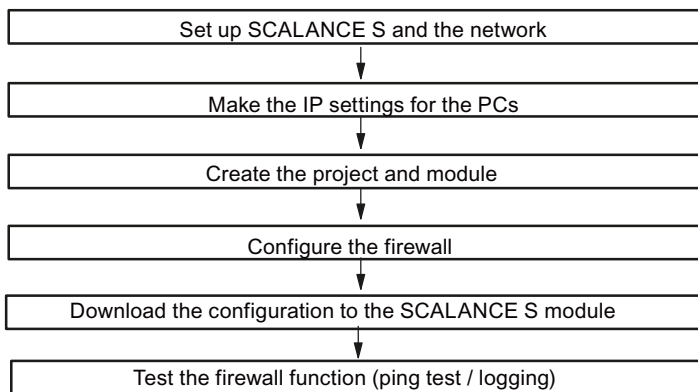 Set up SCALANCE S and the network
Make the IP settings for the PCs
Create the project and module
Configure the firewall
Download the configuration to the SCALANCE S module
Test the firewall function (ping test / logging)